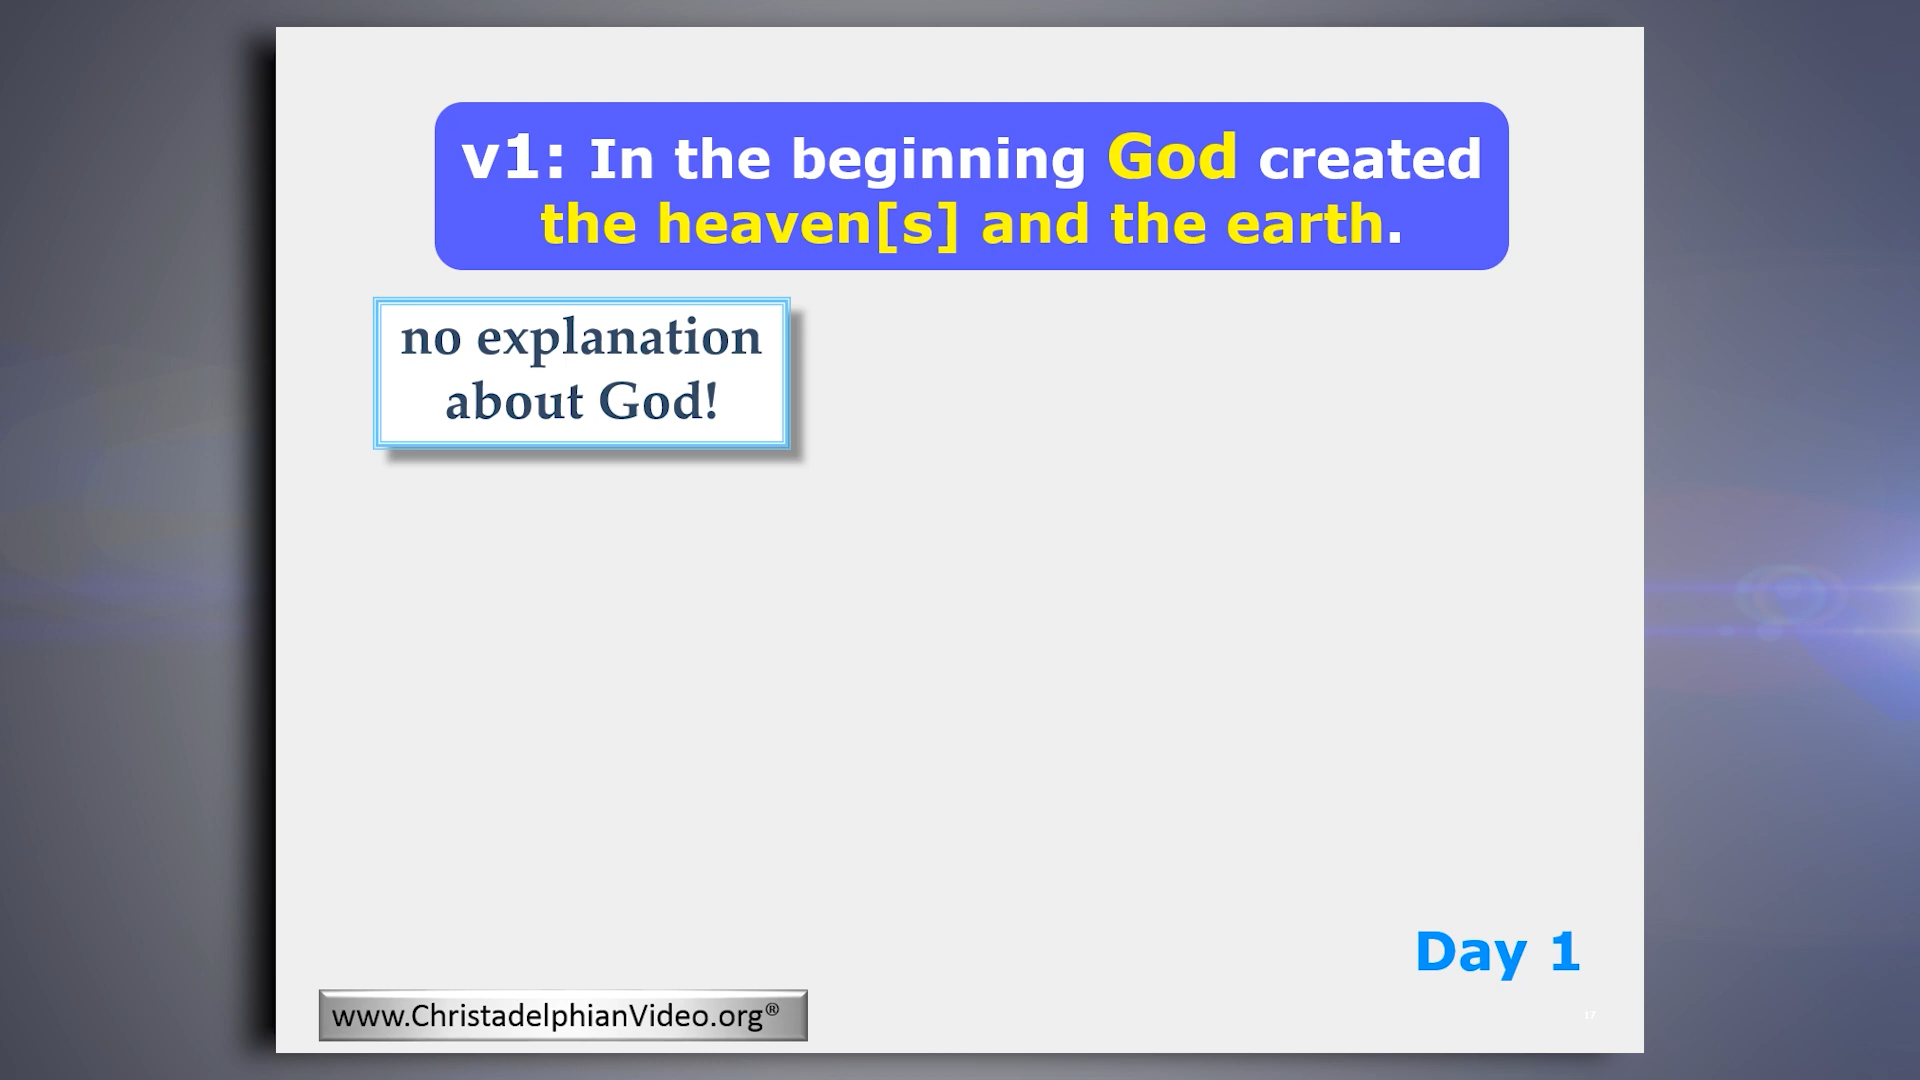 v1: In the beginning God created
the heaven[s] and the earth.
no explanation
about God!
Day 1
www.ChristadelphianVideo.org®
17